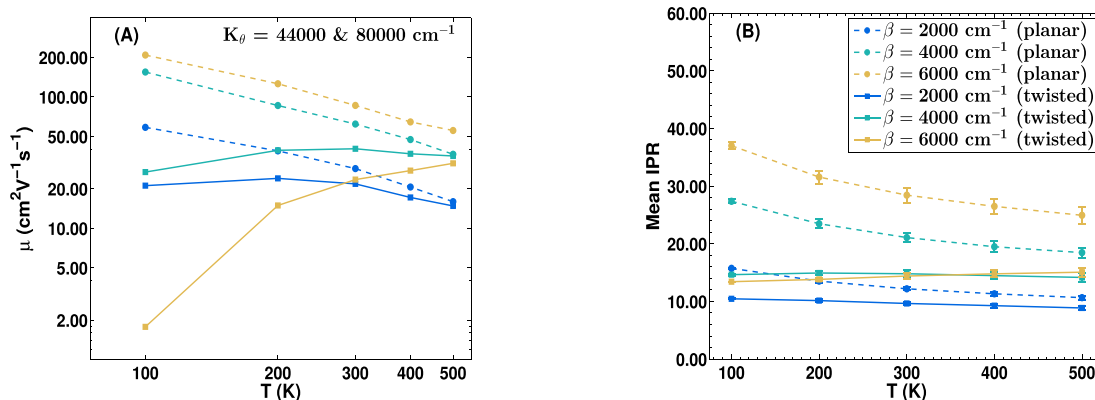 (A)
K_θ = 44000 & 80000 cm⁻¹
200.00
100.00
50.00
20.00
10.00
5.00
2.00
μ (cm²V⁻¹s⁻¹)
100
200
300
400
500
T (K)
(B)
β = 2000 cm⁻¹ (planar)
β = 4000 cm⁻¹ (planar)
β = 6000 cm⁻¹ (planar)
β = 2000 cm⁻¹ (twisted)
β = 4000 cm⁻¹ (twisted)
β = 6000 cm⁻¹ (twisted)
60.00
50.00
40.00
30.00
20.00
10.00
0.00
Mean IPR
100
200
300
400
500
T (K)